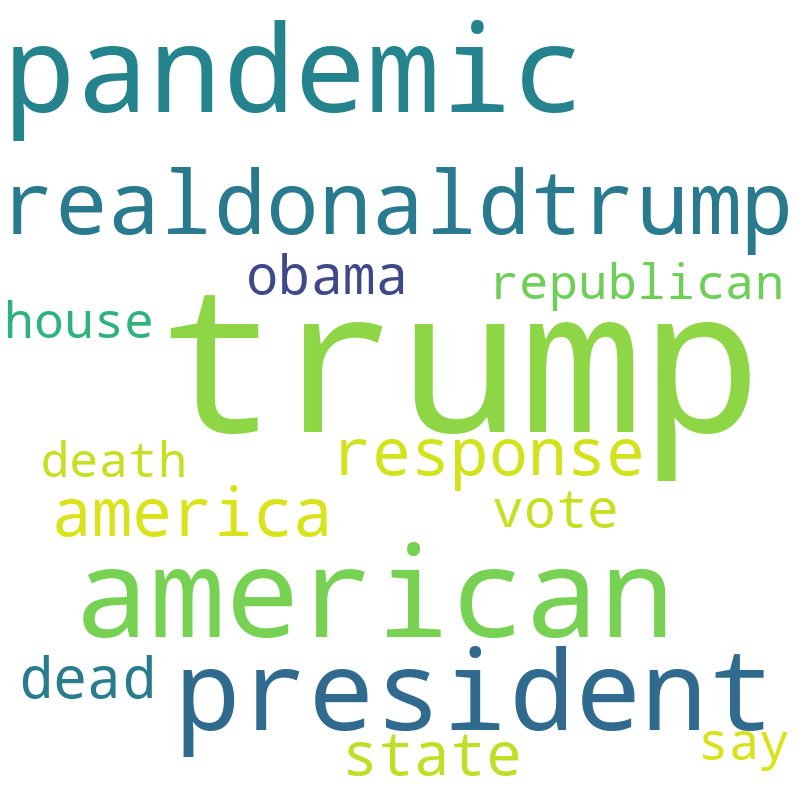 pandemic
realdonaldtrump
obama republican
house
trump
death response
america vote
american
dead president
state say